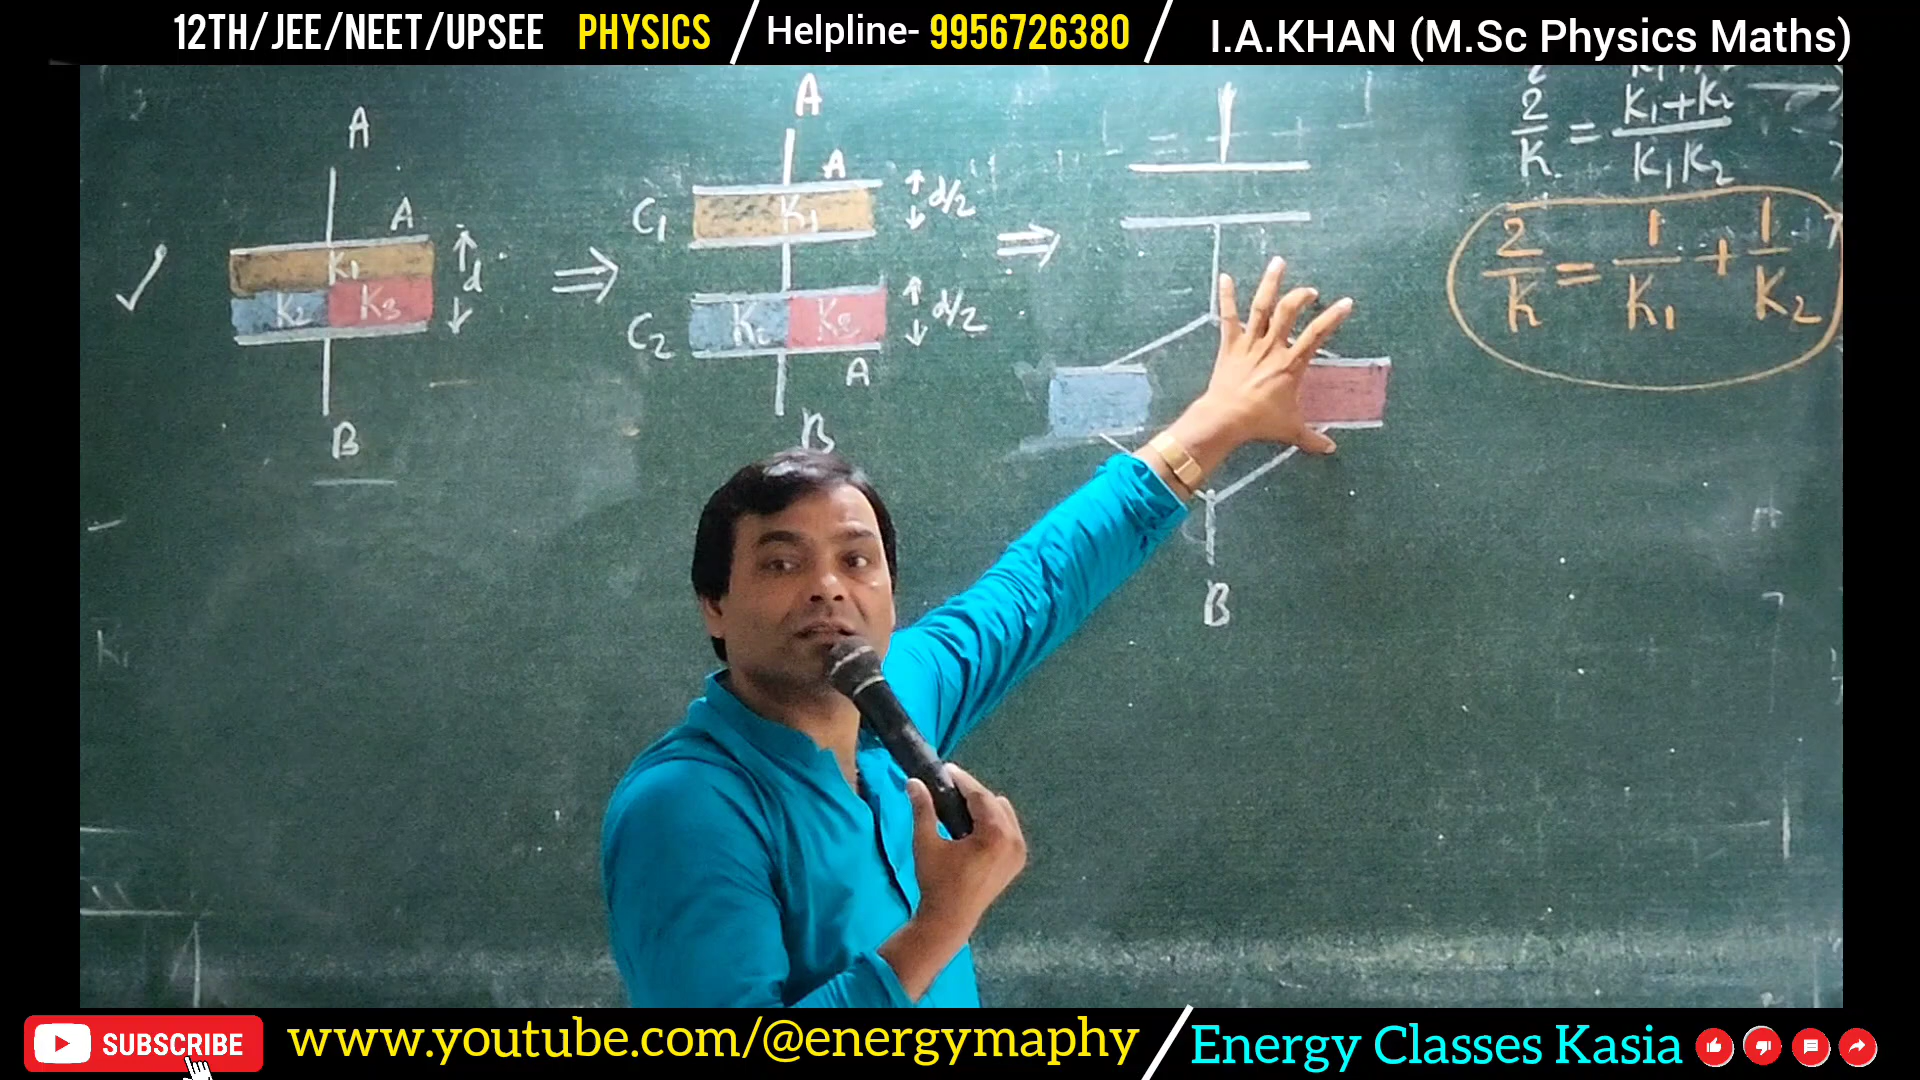 12TH/JEE/NEET/UPSEE PHYSICS / Helpline- 9956726380 / I.A.KHAN (M.Sc Physics Maths)
A
A
K1
K2 K3
d
B
⇒
A
A
C1 K1 d/2
C2 K2 K3 d/2
A
B
⇒
B
2/K = K1+K2/K1K2
2/K = 1/K1 + 1/K2
K1
SUBSCRIBE www.youtube.com/@energymaphy / Energy Classes Kasia